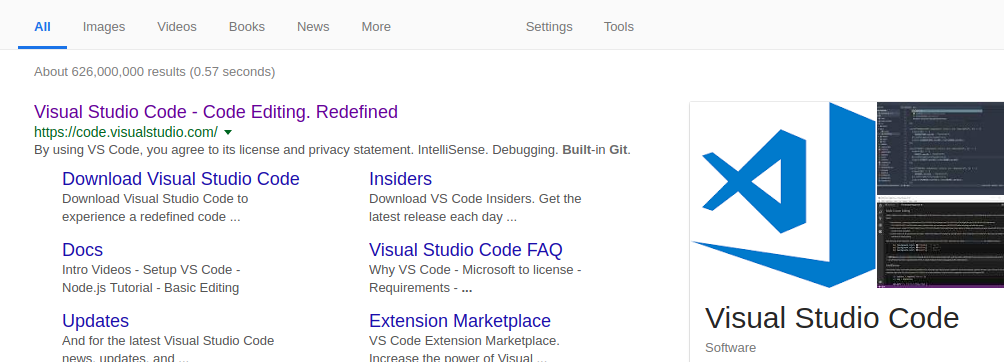 All Images Videos Books News More Settings Tools
About 626,000,000 results (0.57 seconds)
Visual Studio Code - Code Editing. Redefined
https://code.visualstudio.com/
By using VS Code, you agree to its license and privacy statement. IntelliSense. Debugging. Built-in Git.
Download Visual Studio Code
Download Visual Studio Code to
experience a redefined code ...
Insiders
Download VS Code Insiders. Get the
latest release each day ...
Docs
Intro Videos - Setup VS Code -
Node.js Tutorial - Basic Editing
Visual Studio Code FAQ
Why VS Code - Microsoft to license -
Requirements - ...
Updates
And for the latest Visual Studio Code
news, updates, and ...
Extension Marketplace
VS Code Extension Marketplace.
Increase the power of Visual ...
Visual Studio Code
Software